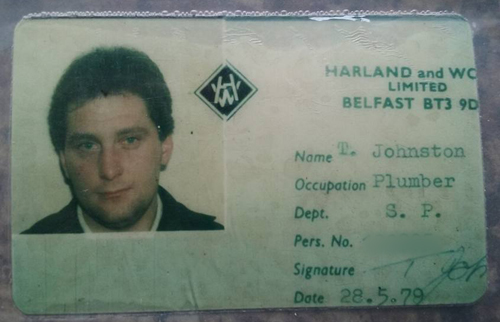 HARLAND and WO
LIMITED
BELFAST BT3 9D
Name T. Johnston
Occupation Plumber
Dept. S. P.
Pers. No.
Signature T Joh
Date 28.5.79